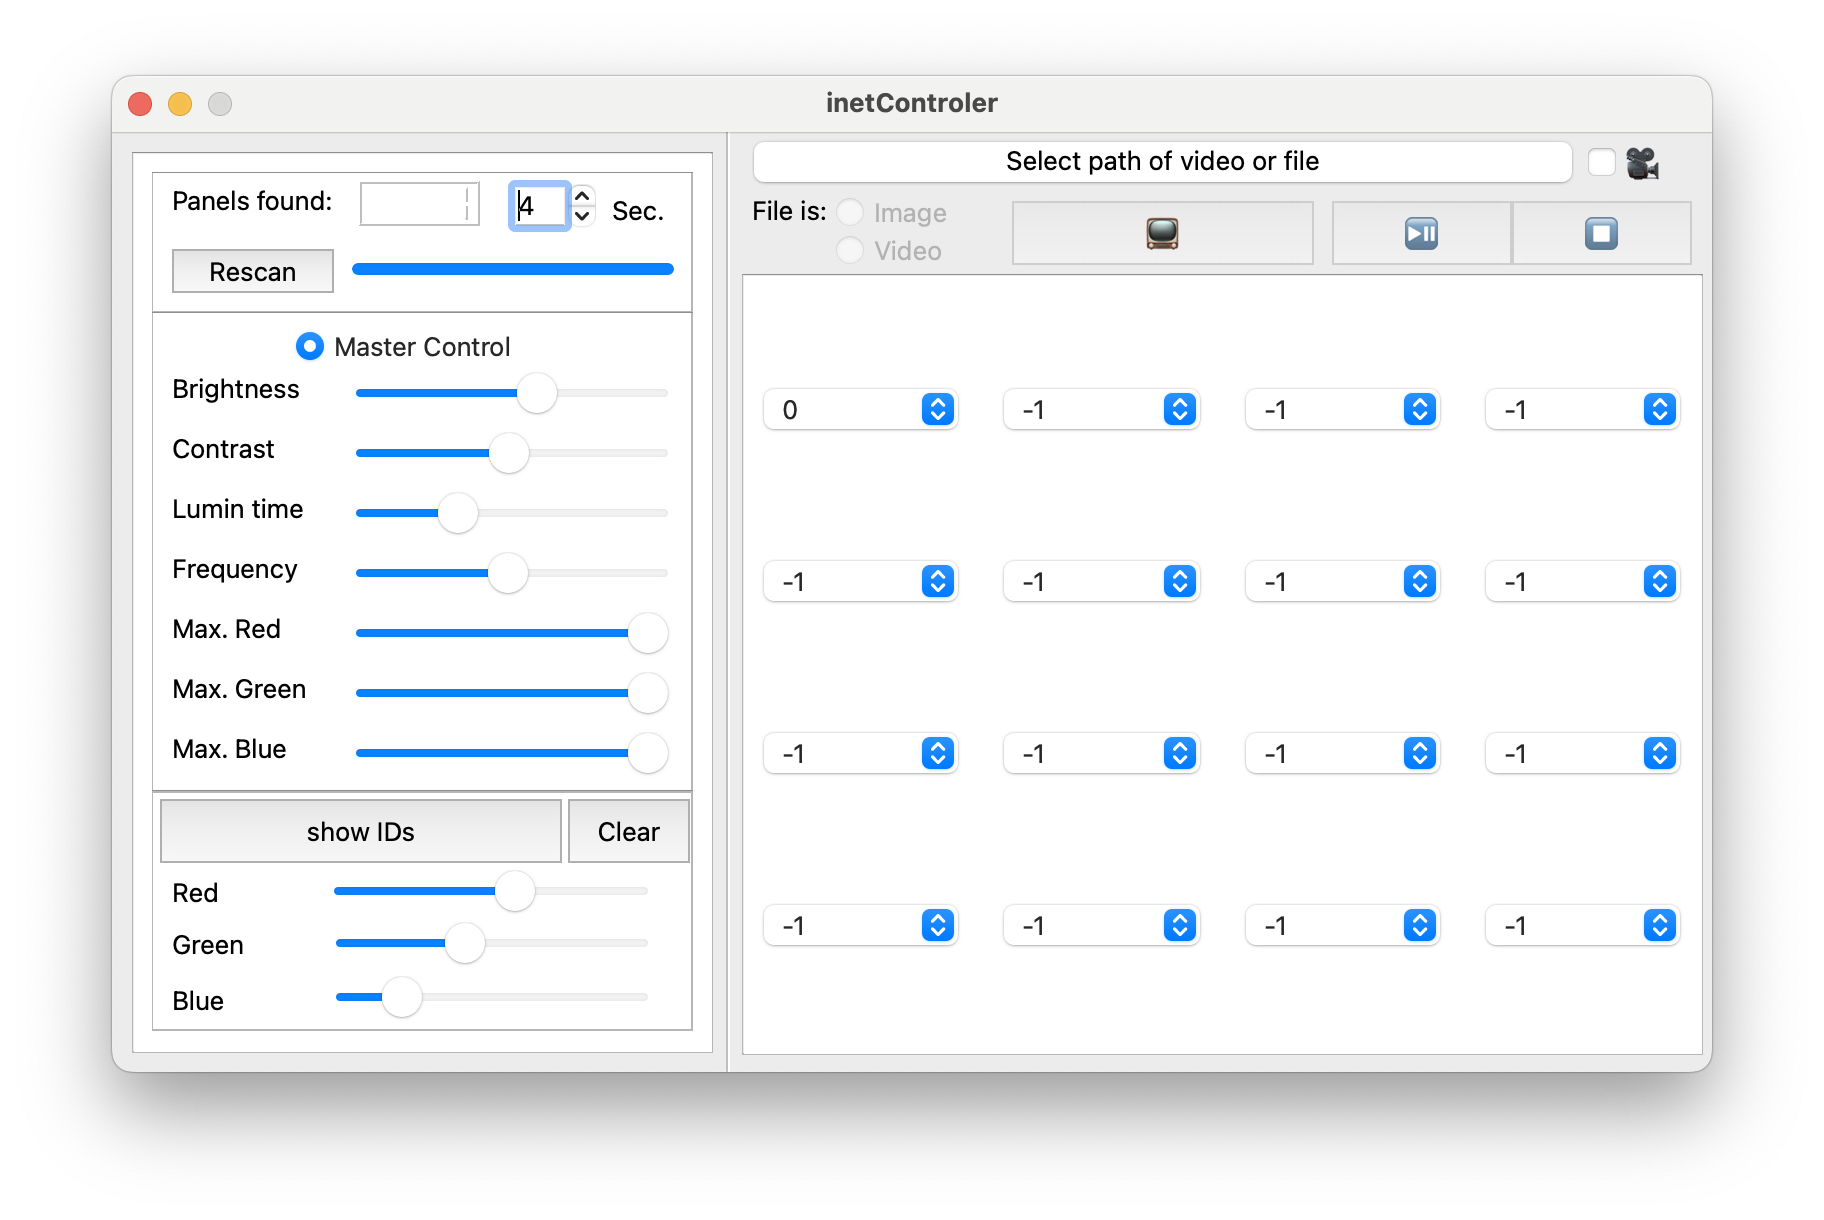 inetControler
Panels found:
4
Sec.
Rescan
Master Control
Brightness
Contrast
Lumin time
Frequency
Max. Red
Max. Green
Max. Blue
show IDs
Clear
Red
Green
Blue
Select path of video or file
File is:
Image
Video
0 -1 -1 -1
-1 -1 -1 -1
-1 -1 -1 -1
-1 -1 -1 -1